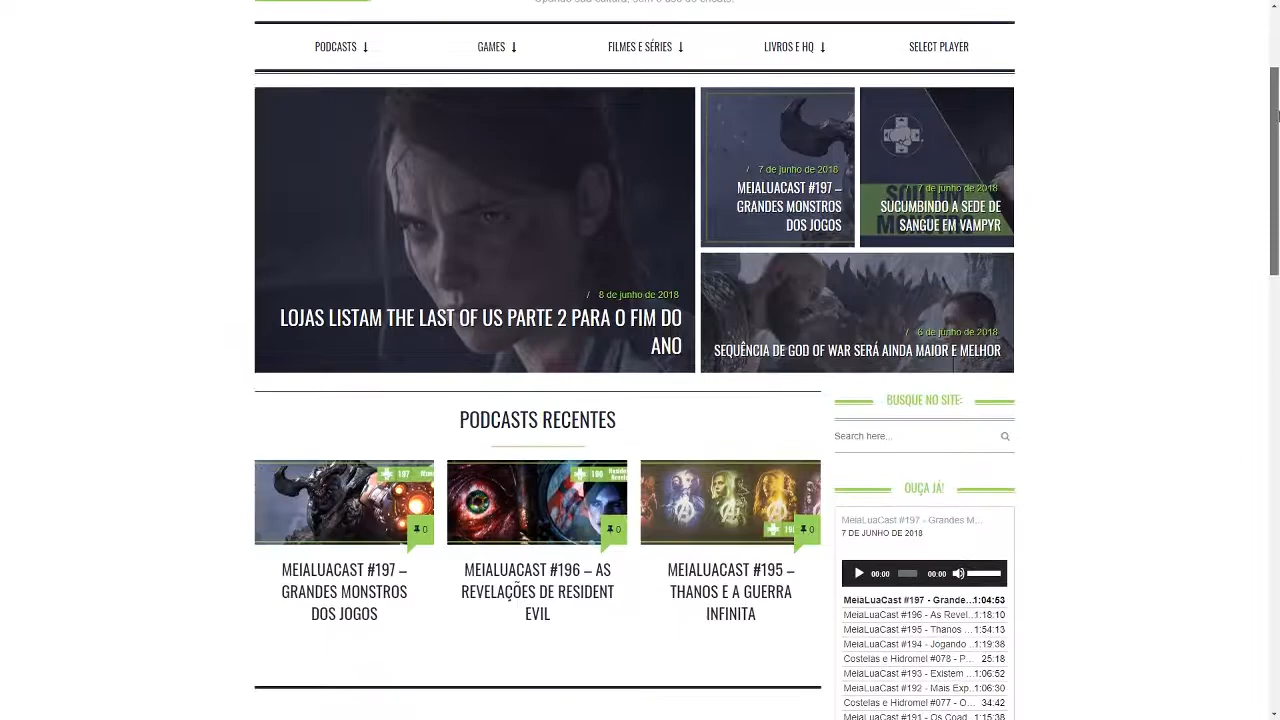 PODCASTS ↓
GAMES ↓
FILMES E SÉRIES ↓
LIVROS E HQ ↓
SELECT PLAYER
/ 8 de junho de 2018
LOJAS LISTAM THE LAST OF US PARTE 2 PARA O FIM DO
ANO
/ 7 de junho de 2018
MEIALUACAST #197 –
GRANDES MONSTROS
DOS JOGOS
/ 7 de junho de 2018
SUCUMBINDO A SEDE DE
SANGUE EM VAMPYR
/ 6 de junho de 2018
SEQUÊNCIA DE GOD OF WAR SERÁ AINDA MAIOR E MELHOR
PODCASTS RECENTES
197
0
MEIALUACAST #197 –
GRANDES MONSTROS
DOS JOGOS
0
MEIALUACAST #196 – AS
REVELAÇÕES DE RESIDENT
EVIL
0
MEIALUACAST #195 –
THANOS E A GUERRA
INFINITA
BUSQUE NO SITE:
Search here...
OUÇA JÁ!
MeiaLuaCast #197 - Grandes M...
7 DE JUNHO DE 2018
00:00 00:00
MeiaLuaCast #197 - Grande... 1:04:53
MeiaLuaCast #196 - As Revel... 1:18:10
MeiaLuaCast #195 - Thanos ... 1:54:13
MeiaLuaCast #194 - Jogando ... 1:19:38
Costelas e Hidromel #078 - P... 25:18
MeiaLuaCast #193 - Existem ... 1:06:52
MeiaLuaCast #192 - Mais Exp... 1:06:30
Costelas e Hidromel #077 - O... 34:42
MeiaLuaCast #191 - Os Coad... 1:15:38